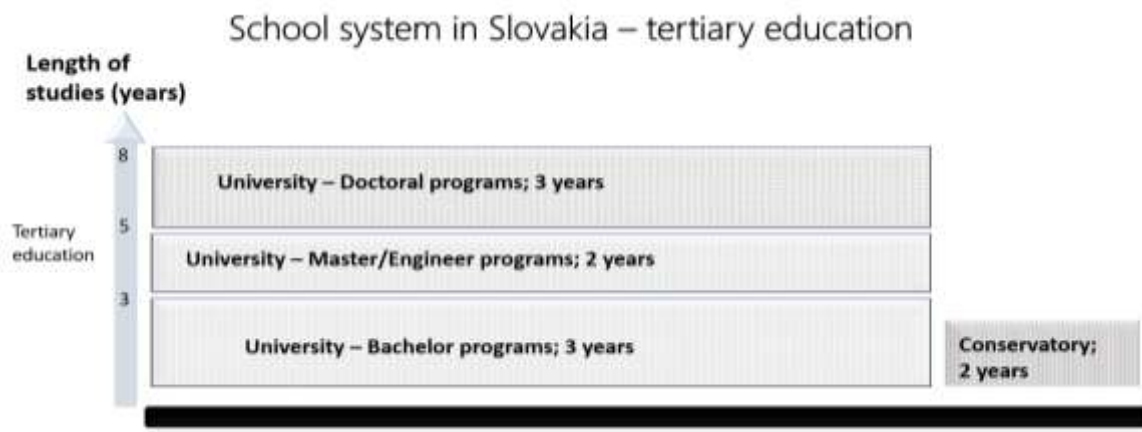 School system in Slovakia – tertiary education
Length of
studies (years)
8
University – Doctoral programs; 3 years
5
Tertiary
education
University – Master/Engineer programs; 2 years
3
University – Bachelor programs; 3 years
Conservatory;
2 years